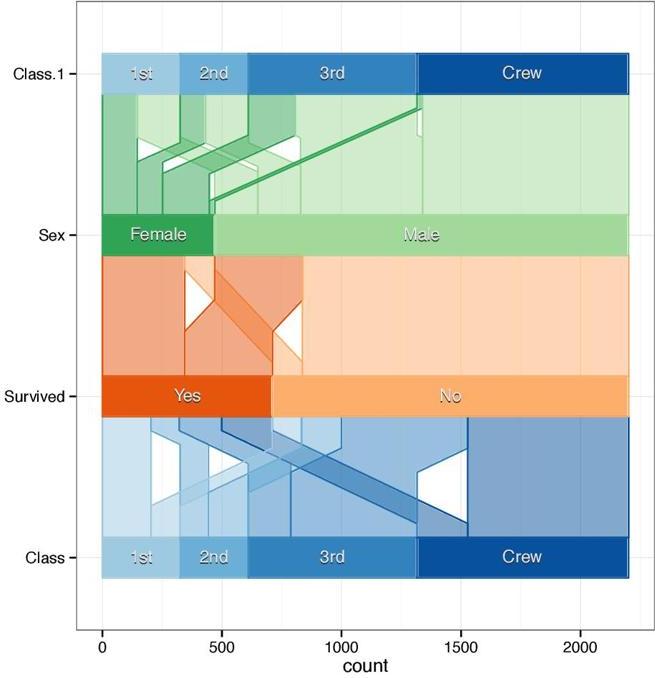 Class.1 1st 2nd 3rd Crew
Sex Female Male
Survived Yes No
Class 1st 2nd 3rd Crew
0 500 1000 1500 2000
count